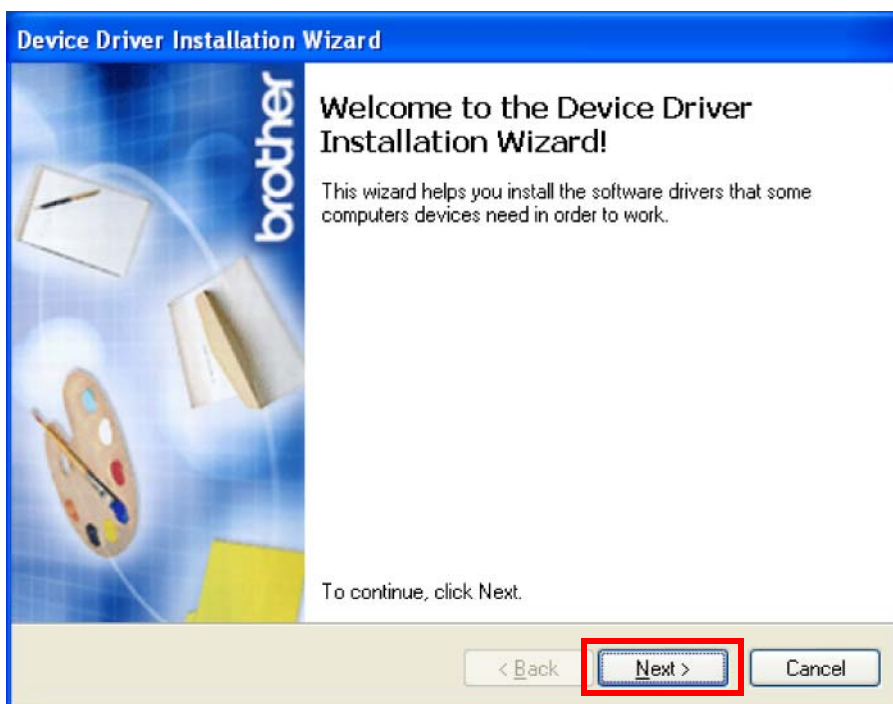 Device Driver Installation Wizard
brother
Welcome to the Device Driver
Installation Wizard!
This wizard helps you install the software drivers that some
computers devices need in order to work.
To continue, click Next.
< Back
Next >
Cancel